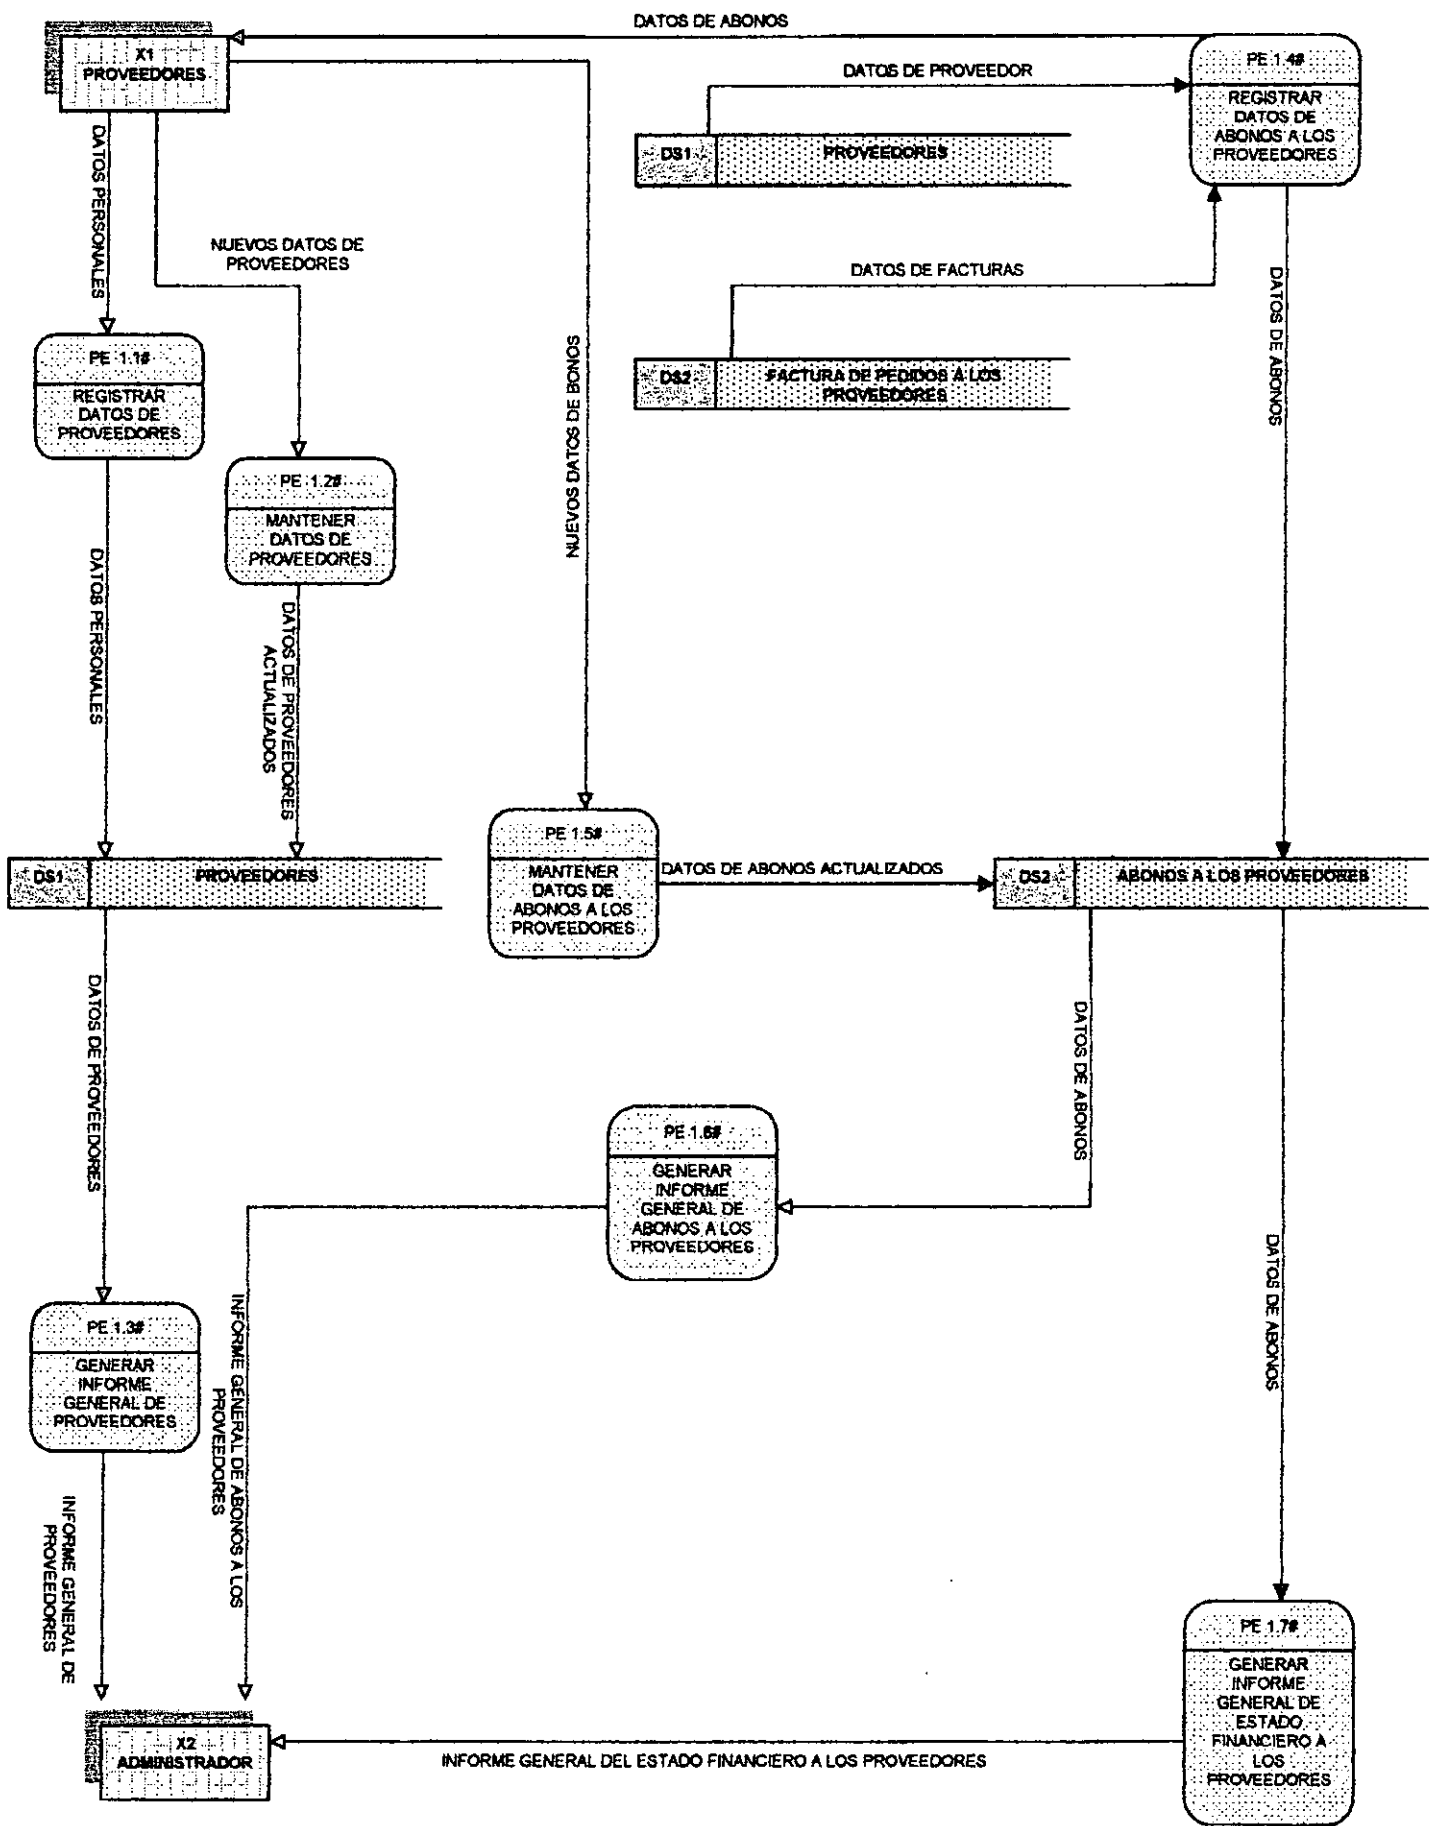 DATOS DE ABONOS
X1
PROVEEDORES
DATOS DE PROVEEDOR
PE 1.4#
REGISTRAR
DATOS DE
ABONOS A LOS
PROVEEDORES
DS1
PROVEEDORES
DATOS PERSONALES
NUEVOS DATOS DE
PROVEEDORES
DATOS DE FACTURAS
DATOS DE ABONOS
PE 1.1#
REGISTRAR
DATOS DE
PROVEEDORES
NUEVOS DATOS DE BONOS
DS2
FACTURA DE PEDIDOS A LOS
PROVEEDORES
PE 1.2#
MANTENER
DATOS DE
PROVEEDORES
DATOS PERSONALES
DATOS DE PROVEEDORES
ACTUALIZADOS
PE 1.5#
MANTENER
DATOS DE
ABONOS A LOS
PROVEEDORES
DATOS DE ABONOS ACTUALIZADOS
DS1
PROVEEDORES
DS2
ABONOS A LOS PROVEEDORES
DATOS DE PROVEEDORES
DATOS DE ABONOS
PE 1.6#
GENERAR
INFORME
GENERAL DE
ABONOS A LOS
PROVEEDORES
DATOS DE ABONOS
PE 1.3#
GENERAR
INFORME
GENERAL DE
PROVEEDORES
INFORME GENERAL DE ABONOS A LOS
PROVEEDORES
INFORME GENERAL DE
PROVEEDORES
PE 1.7#
GENERAR
INFORME
GENERAL DE
ESTADO
FINANCIERO A
LOS
PROVEEDORES
X2
ADMINISTRADOR
INFORME GENERAL DEL ESTADO FINANCIERO A LOS PROVEEDORES